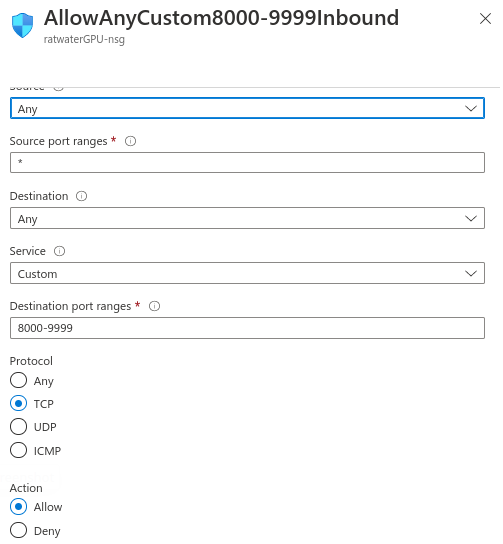 AllowAnyCustom8000-9999Inbound
ratwaterGPU-nsg
Source
Any
Source port ranges *
*
Destination
Any
Service
Custom
Destination port ranges *
8000-9999
Protocol
Any
TCP
UDP
ICMP
Action
Allow
Deny